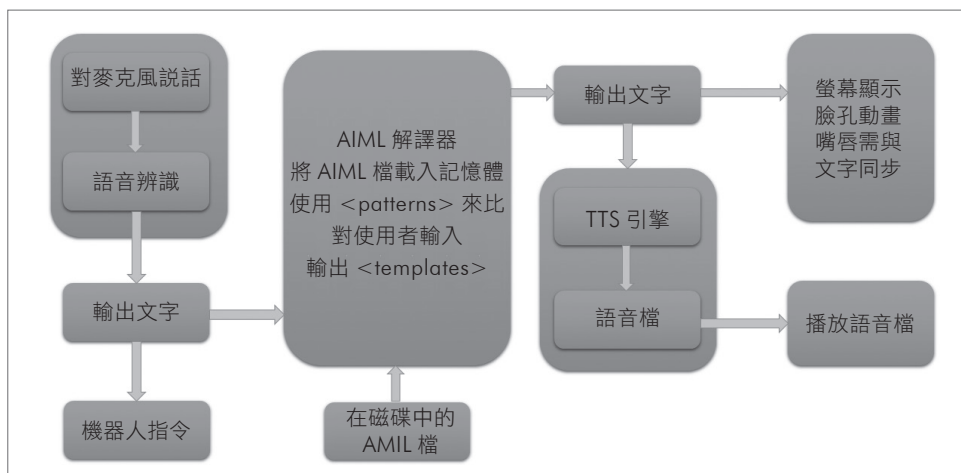 對麥克風說話
語音辨識
輸出文字
機器人指令
AIML 解譯器
將 AIML 檔載入記憶體
使用 <patterns> 來比
對使用者輸入
輸出 <templates>
在磁碟中的
AMIL 檔
輸出文字
TTS 引擎
語音檔
螢幕顯示
臉孔動畫
嘴唇需與
文字同步
播放語音檔